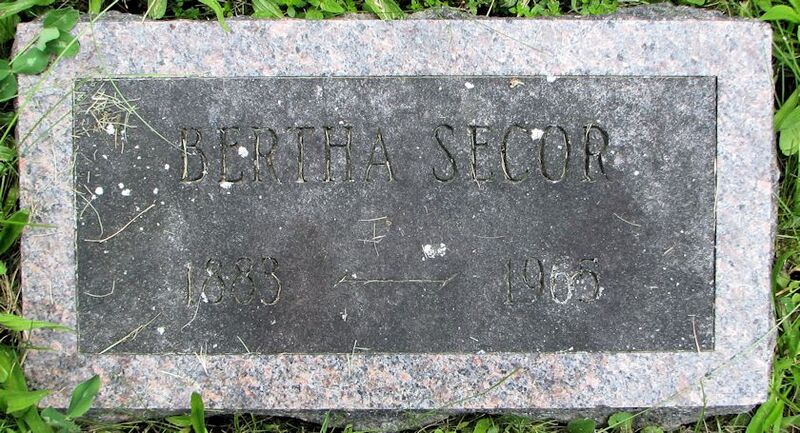 BERTHA SECOR
1883 — 1965